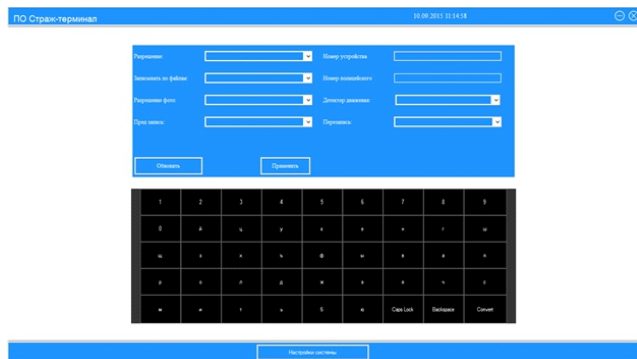 ПО Страж-терминал 10.09.2015 11:14:58
Разрешение: Номер устройства
Записывать по файлам: Номер полицейского
Разрешение фото: Детектор движения:
Пред запись: Перезапись:
Обновить Применить
1 2 3 4 5 6 7 8 9
0 й ц у к е н г ш
щ з х ъ ф ы в а п
р о л д ж э я ч с
м и т ь б ю Caps Lock Backspace Convert
Настройки системы